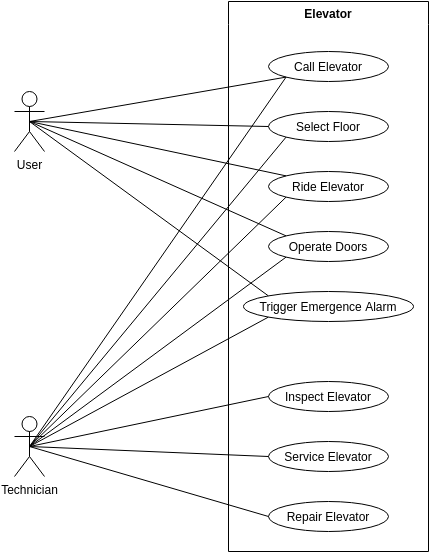 Elevator
Call Elevator
Select Floor
User
Ride Elevator
Operate Doors
Trigger Emergence Alarm
Inspect Elevator
Service Elevator
Technician
Repair Elevator